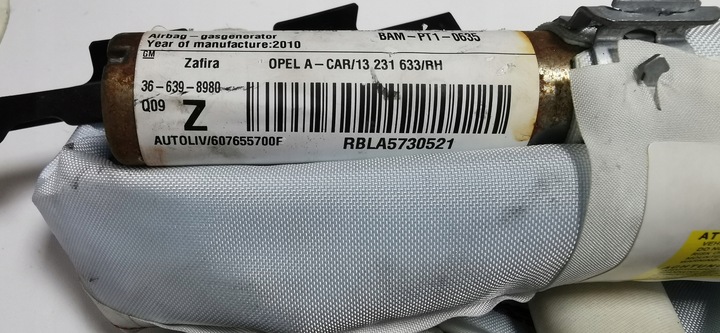 Airbag – gasgenerator
Year of manufacture:2010
BAM–PT1–0635
GM
Zafira
OPEL A–CAR/13 231 633/RH
36–639–8980
Q09
Z
AUTOLIV/607655700F
RBLA5730521